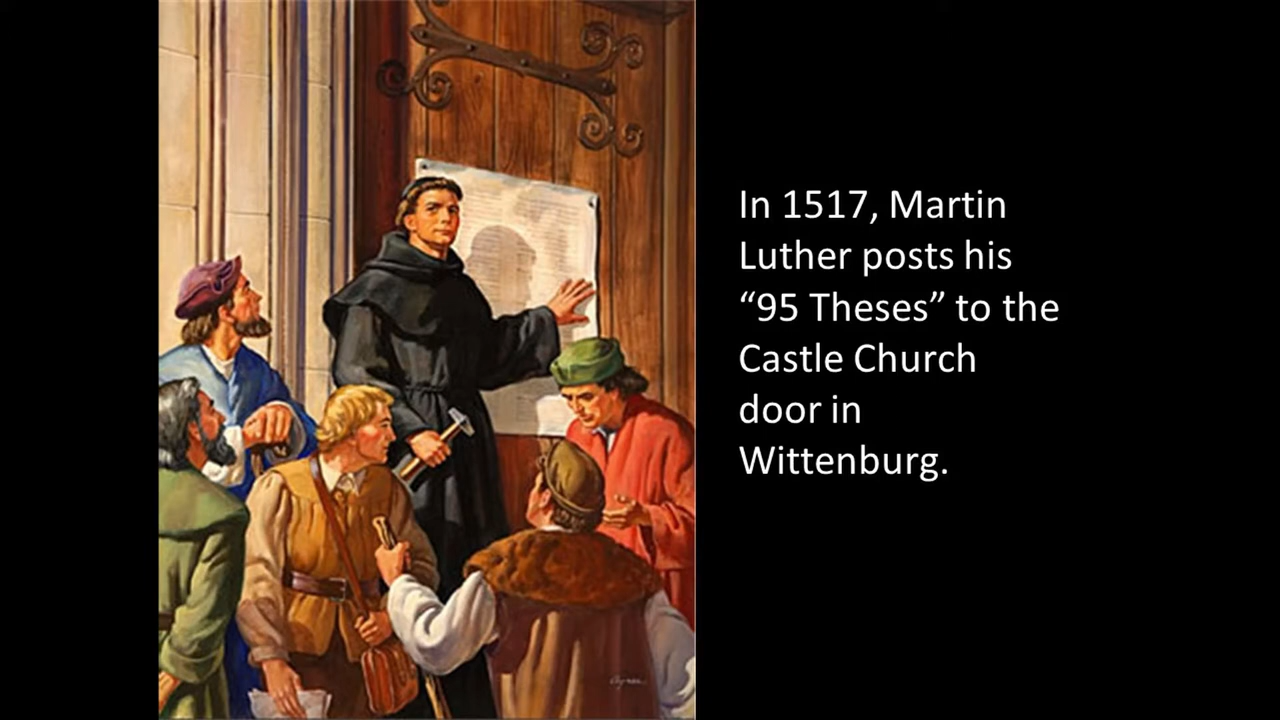 In 1517, Martin
Luther posts his
“95 Theses” to the
Castle Church
door in
Wittenburg.